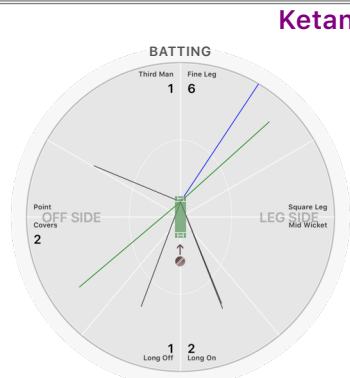 Ketan
BATTING
Third Man Fine Leg
1 6
Point Square Leg
OFF SIDE LEG SIDE
Covers Mid Wicket
2
1 2
Long Off Long On